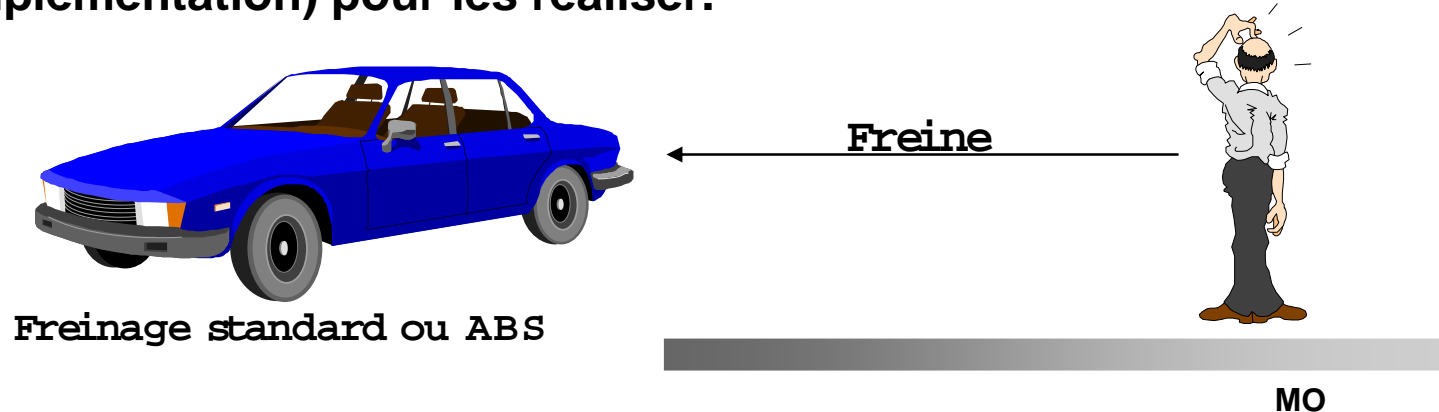 plémentation) pour les réaliser.
Freine
Freinage standard ou ABS
MO